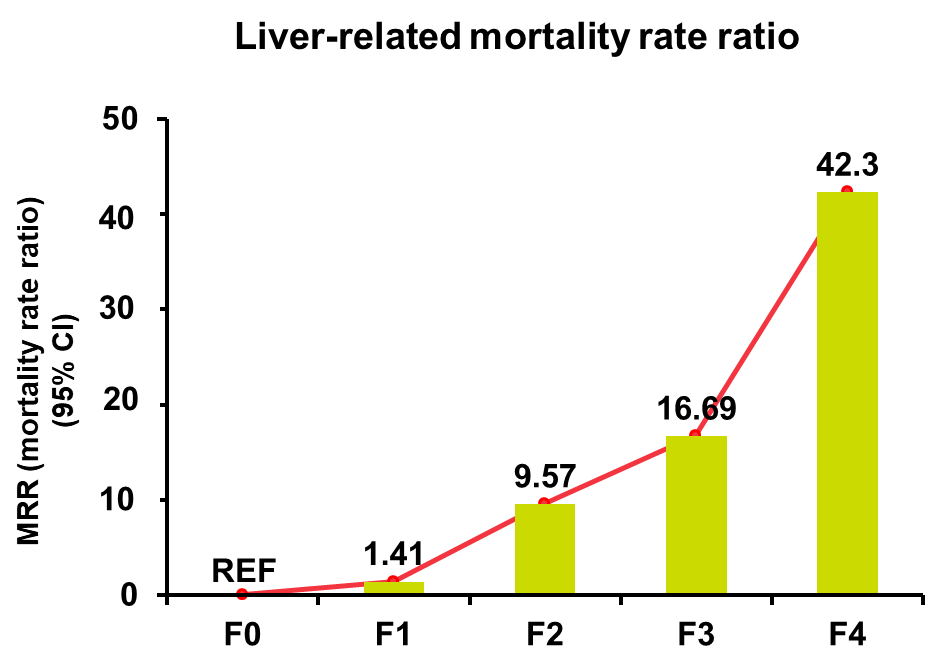 Liver-related mortality rate ratio
MRR (mortality rate ratio)
(95% CI)
50
40
30
20
10
0
REF
1.41
9.57
16.69
42.3
F0
F1
F2
F3
F4